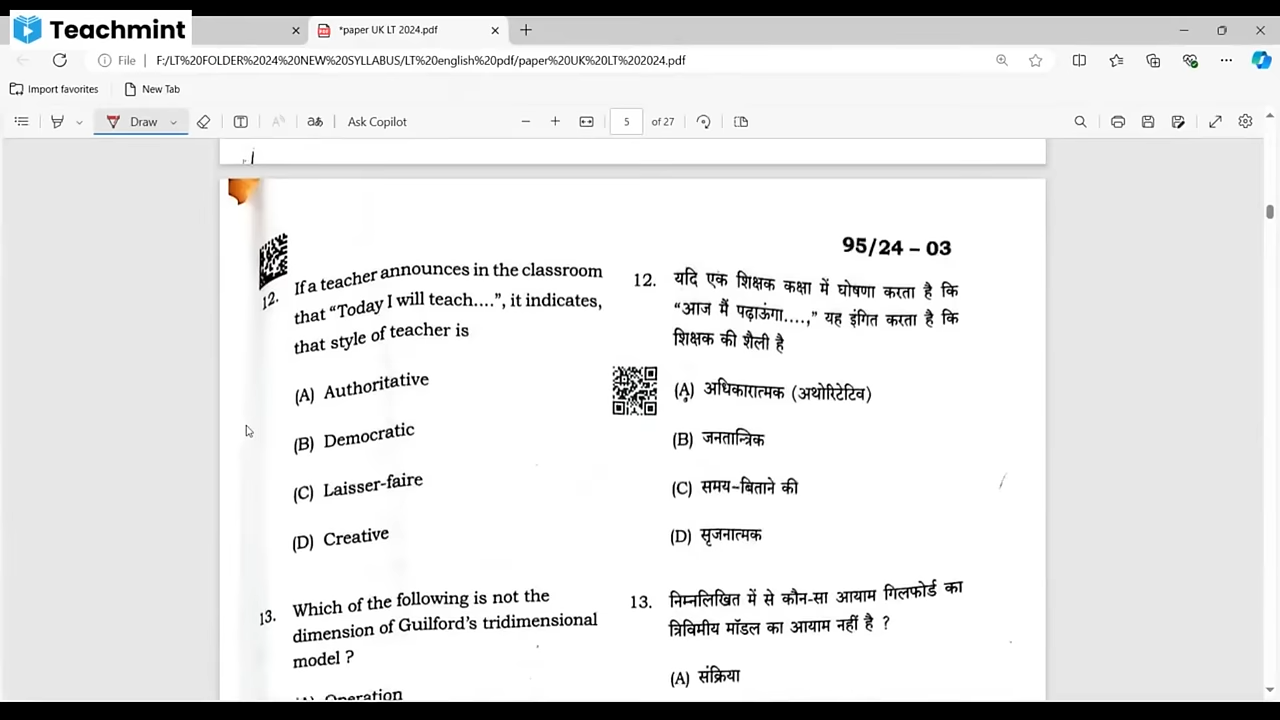 Teachmint
*paper UK LT 2024.pdf
File
F:/LT%20FOLDER%2024%20NEW%20SYLLABUS/LT%20english%20pdf/paper%20UK%20LT%202024.pdf
Import favorites
New Tab
Draw
aあ
Ask Copilot
5 of 27
95/24 – 03
12. If a teacher announces in the classroom
that “Today I will teach....”, it indicates,
that style of teacher is
(A) Authoritative
(B) Democratic
(C) Laisser-faire
(D) Creative
13. Which of the following is not the
dimension of Guilford’s tridimensional
model ?
(A) Operation
12. यदि एक शिक्षक कक्षा में घोषणा करता है कि
“आज मैं पढ़ाऊंगा....,” यह इंगित करता है कि
शिक्षक की शैली है
(A) अधिकारात्मक (अथोरिटेटिव)
(B) जनतान्त्रिक
(C) समय-बिताने की
(D) सृजनात्मक
13. निम्नलिखित में से कौन-सा आयाम गिलफोर्ड का
त्रिविमीय मॉडल का आयाम नहीं है ?
(A) संक्रिया